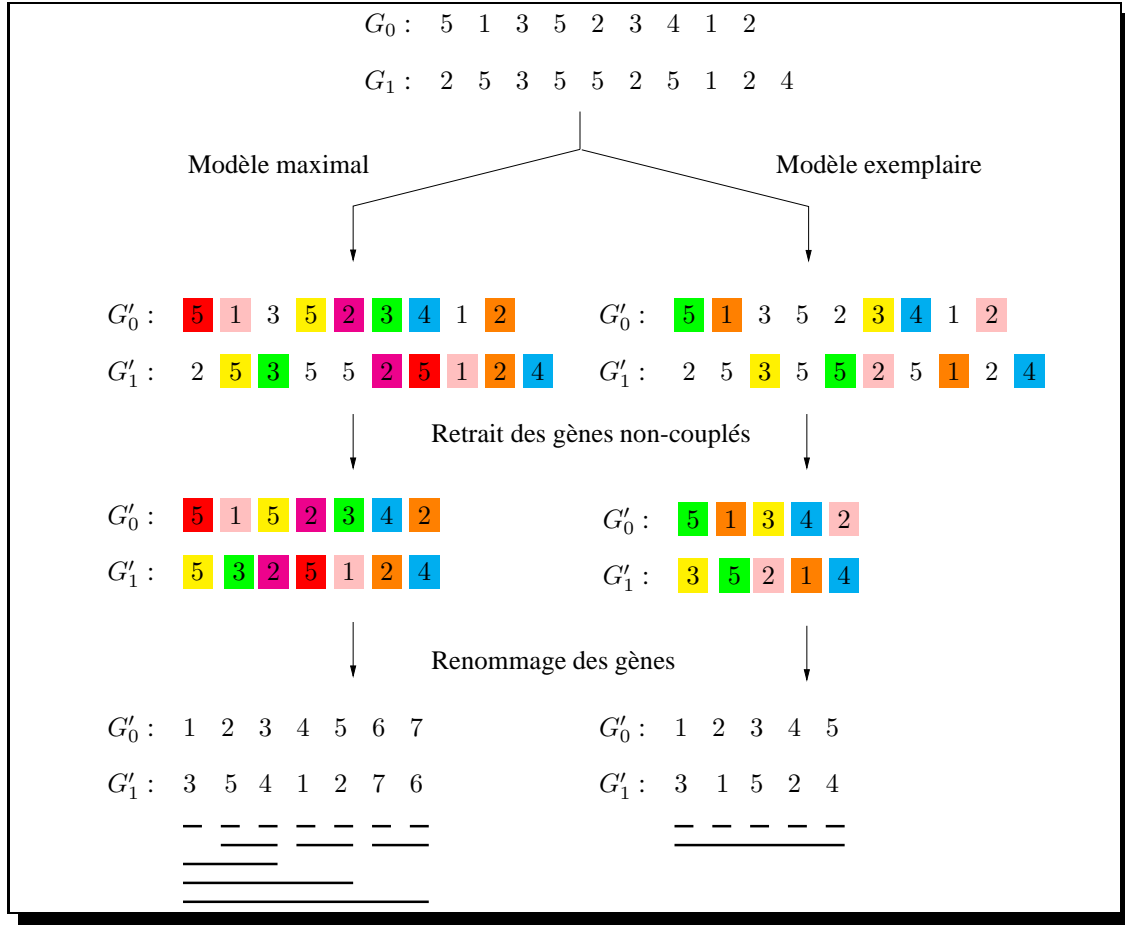 G₀ : 5 1 3 5 2 3 4 1 2
G₁ : 2 5 3 5 5 2 5 1 2 4
Modèle maximal
Modèle exemplaire
G′₀ : 5 1 3 5 2 3 4 1 2
G′₀ : 5 1 3 5 2 3 4 1 2
G′₁ : 2 5 3 5 5 2 5 1 2 4
G′₁ : 2 5 3 5 5 2 5 1 2 4
Retrait des gènes non-couplés
G′₀ : 5 1 5 2 3 4 2
G′₀ : 5 1 3 4 2
G′₁ : 5 3 2 5 1 2 4
G′₁ : 3 5 2 1 4
Renommage des gènes
G′₀ : 1 2 3 4 5 6 7
G′₀ : 1 2 3 4 5
G′₁ : 3 5 4 1 2 7 6
G′₁ : 3 1 5 2 4